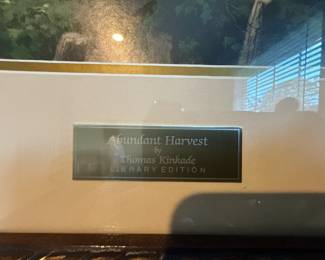 Abundant Harvest
by
Thomas Kinkade
LIBRARY EDITION